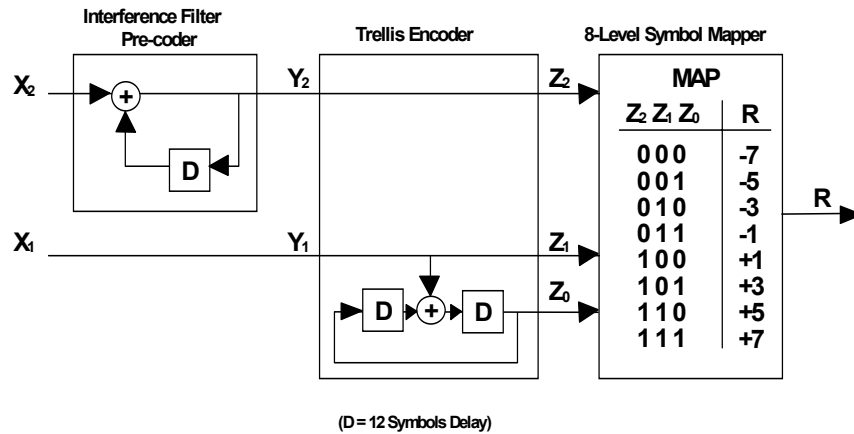 Interference Filter
Pre-coder
Trellis Encoder
8-Level Symbol Mapper
X2
+
D
Y2
Z2
X1
Y1
Z1
D
+
D
Z0
MAP
Z2 Z1 Z0 R
0 0 0 -7
0 0 1 -5
0 1 0 -3
0 1 1 -1
1 0 0 +1
1 0 1 +3
1 1 0 +5
1 1 1 +7
R
(D = 12 Symbols Delay)